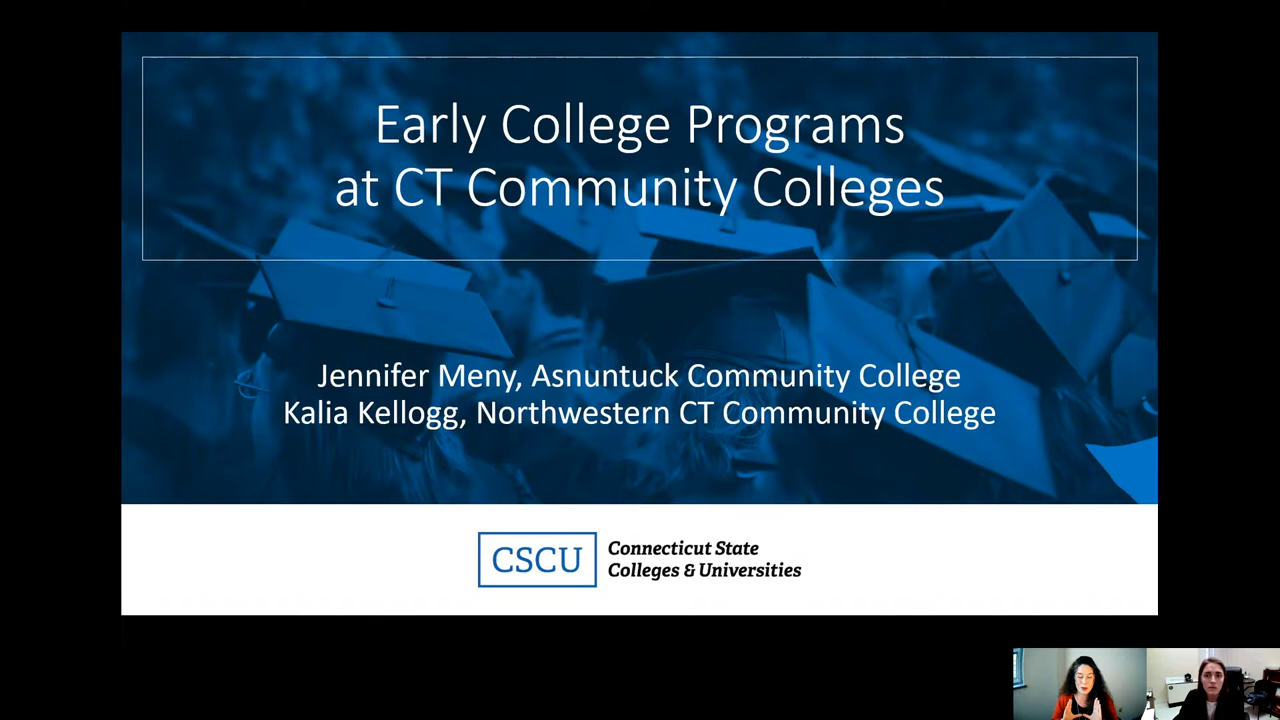 Early College Programs
at CT Community Colleges
Jennifer Meny, Asnuntuck Community College
Kalia Kellogg, Northwestern CT Community College
CSCU
Connecticut State
Colleges & Universities